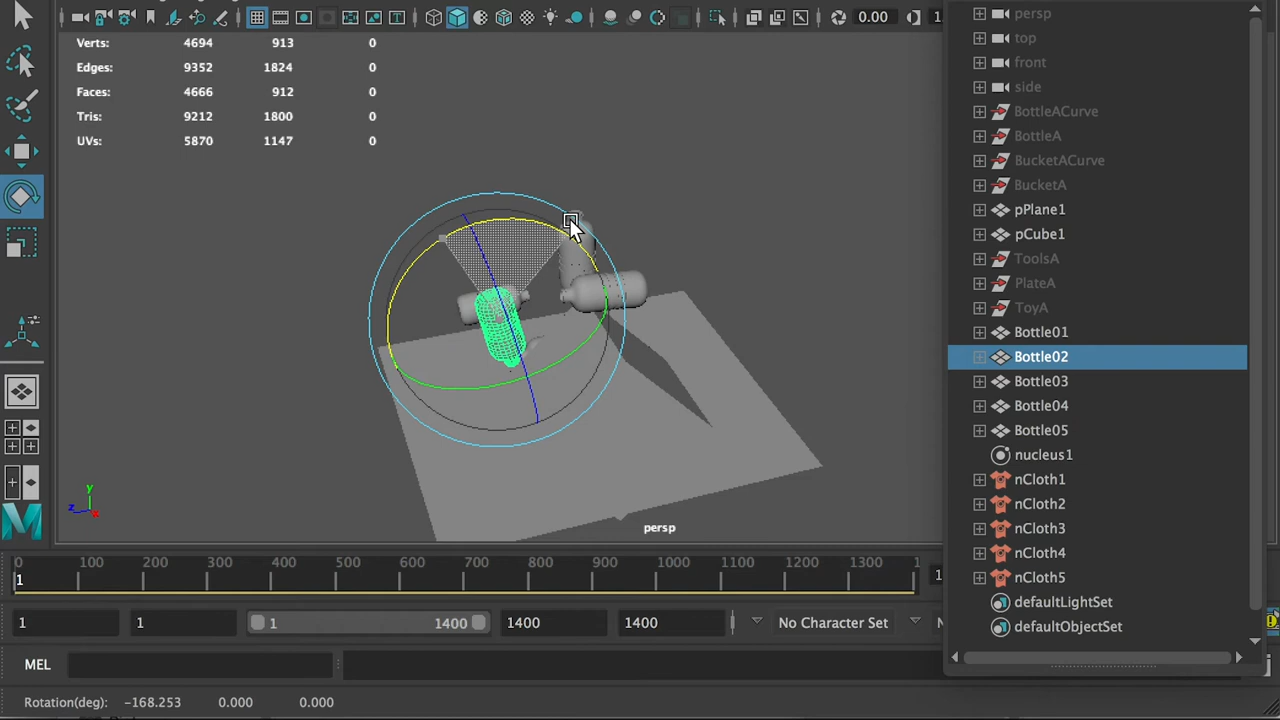 0.00
1
Verts: 4694 913 0
Edges: 9352 1824 0
Faces: 4666 912 0
Tris: 9212 1800 0
UVs: 5870 1147 0
y
z
x
persp
persp
top
front
side
BottleACurve
BottleA
BucketACurve
BucketA
pPlane1
pCube1
ToolsA
PlateA
ToyA
Bottle01
Bottle02
Bottle03
Bottle04
Bottle05
nucleus1
nCloth1
nCloth2
nCloth3
nCloth4
nCloth5
defaultLightSet
defaultObjectSet
0 100 200 300 400 500 600 700 800 900 1000 1100 1200 1300 1
1
1
1 1 1 1400 1400 1400 No Character Set N
MEL
Rotation(deg): -168.253 0.000 0.000